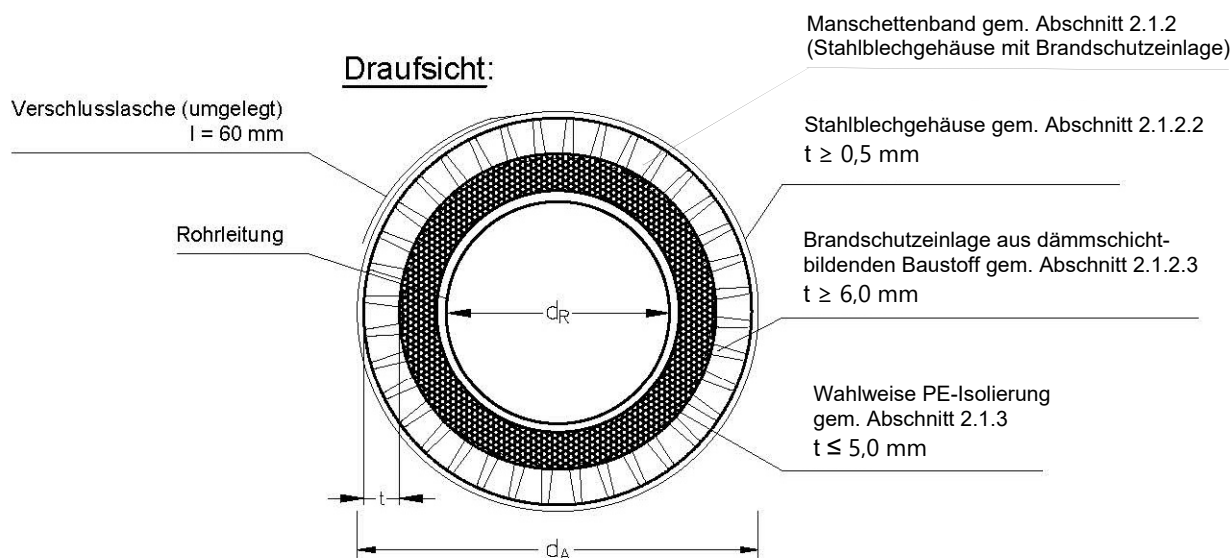 Draufsicht:
Verschlusslasche (umgelegt)
l = 60 mm
Rohrleitung
Manschettenband gem. Abschnitt 2.1.2
(Stahlblechgehäuse mit Brandschutzeinlage)
Stahlblechgehäuse gem. Abschnitt 2.1.2.2
t ≥ 0,5 mm
Brandschutzeinlage aus dämmschicht-
bildenden Baustoff gem. Abschnitt 2.1.2.3
t ≥ 6,0 mm
Wahlweise PE-Isolierung
gem. Abschnitt 2.1.3
t ≤ 5,0 mm
dR
t
dA